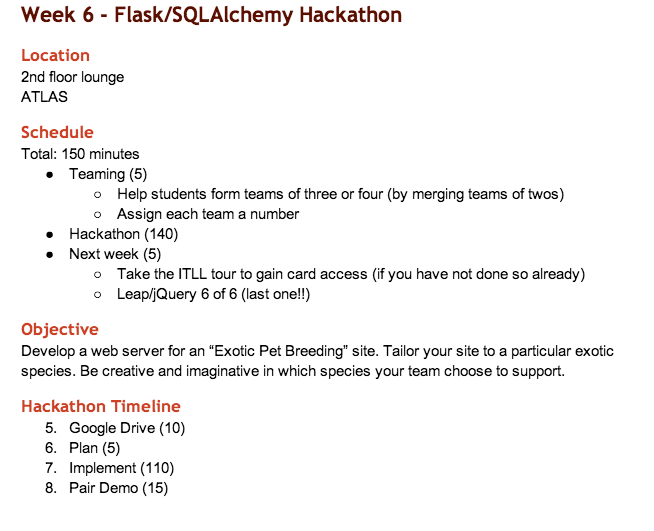 Week 6 - Flask/SQLAlchemy Hackathon
Location
2nd floor lounge
ATLAS
Schedule
Total: 150 minutes
● Teaming (5)
○ Help students form teams of three or four (by merging teams of twos)
○ Assign each team a number
● Hackathon (140)
● Next week (5)
○ Take the ITLL tour to gain card access (if you have not done so already)
○ Leap/jQuery 6 of 6 (last one!!)
Objective
Develop a web server for an “Exotic Pet Breeding” site. Tailor your site to a particular exotic
species. Be creative and imaginative in which species your team choose to support.
Hackathon Timeline
5. Google Drive (10)
6. Plan (5)
7. Implement (110)
8. Pair Demo (15)